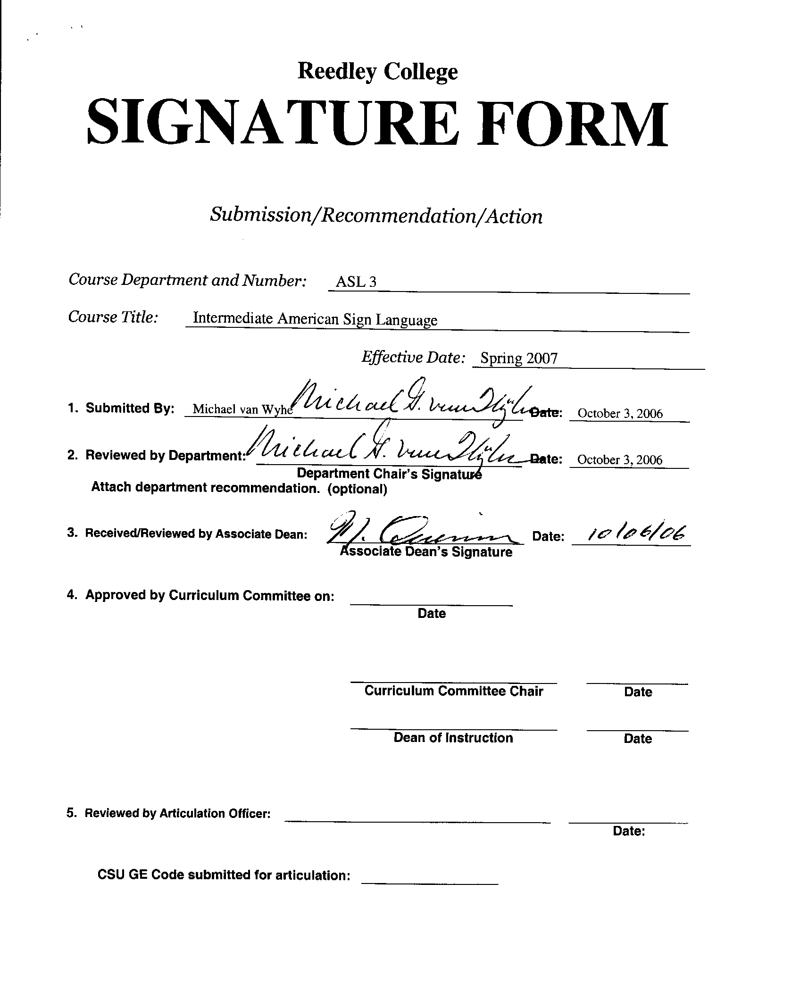 Reedley College
SIGNATURE FORM
Submission/Recommendation/Action
Course Department and Number: ASL 3
Course Title: Intermediate American Sign Language
Effective Date: Spring 2007
1. Submitted By: Michael van Wyhe Michael G. van Wyhe Date: October 3, 2006
2. Reviewed by Department: Michael G. van Wyhe Date: October 3, 2006
Department Chair's Signature
Attach department recommendation. (optional)
3. Received/Reviewed by Associate Dean: Date: 10/06/06
Associate Dean's Signature
4. Approved by Curriculum Committee on:
Date
Curriculum Committee Chair Date
Dean of Instruction Date
5. Reviewed by Articulation Officer:
Date:
CSU GE Code submitted for articulation: